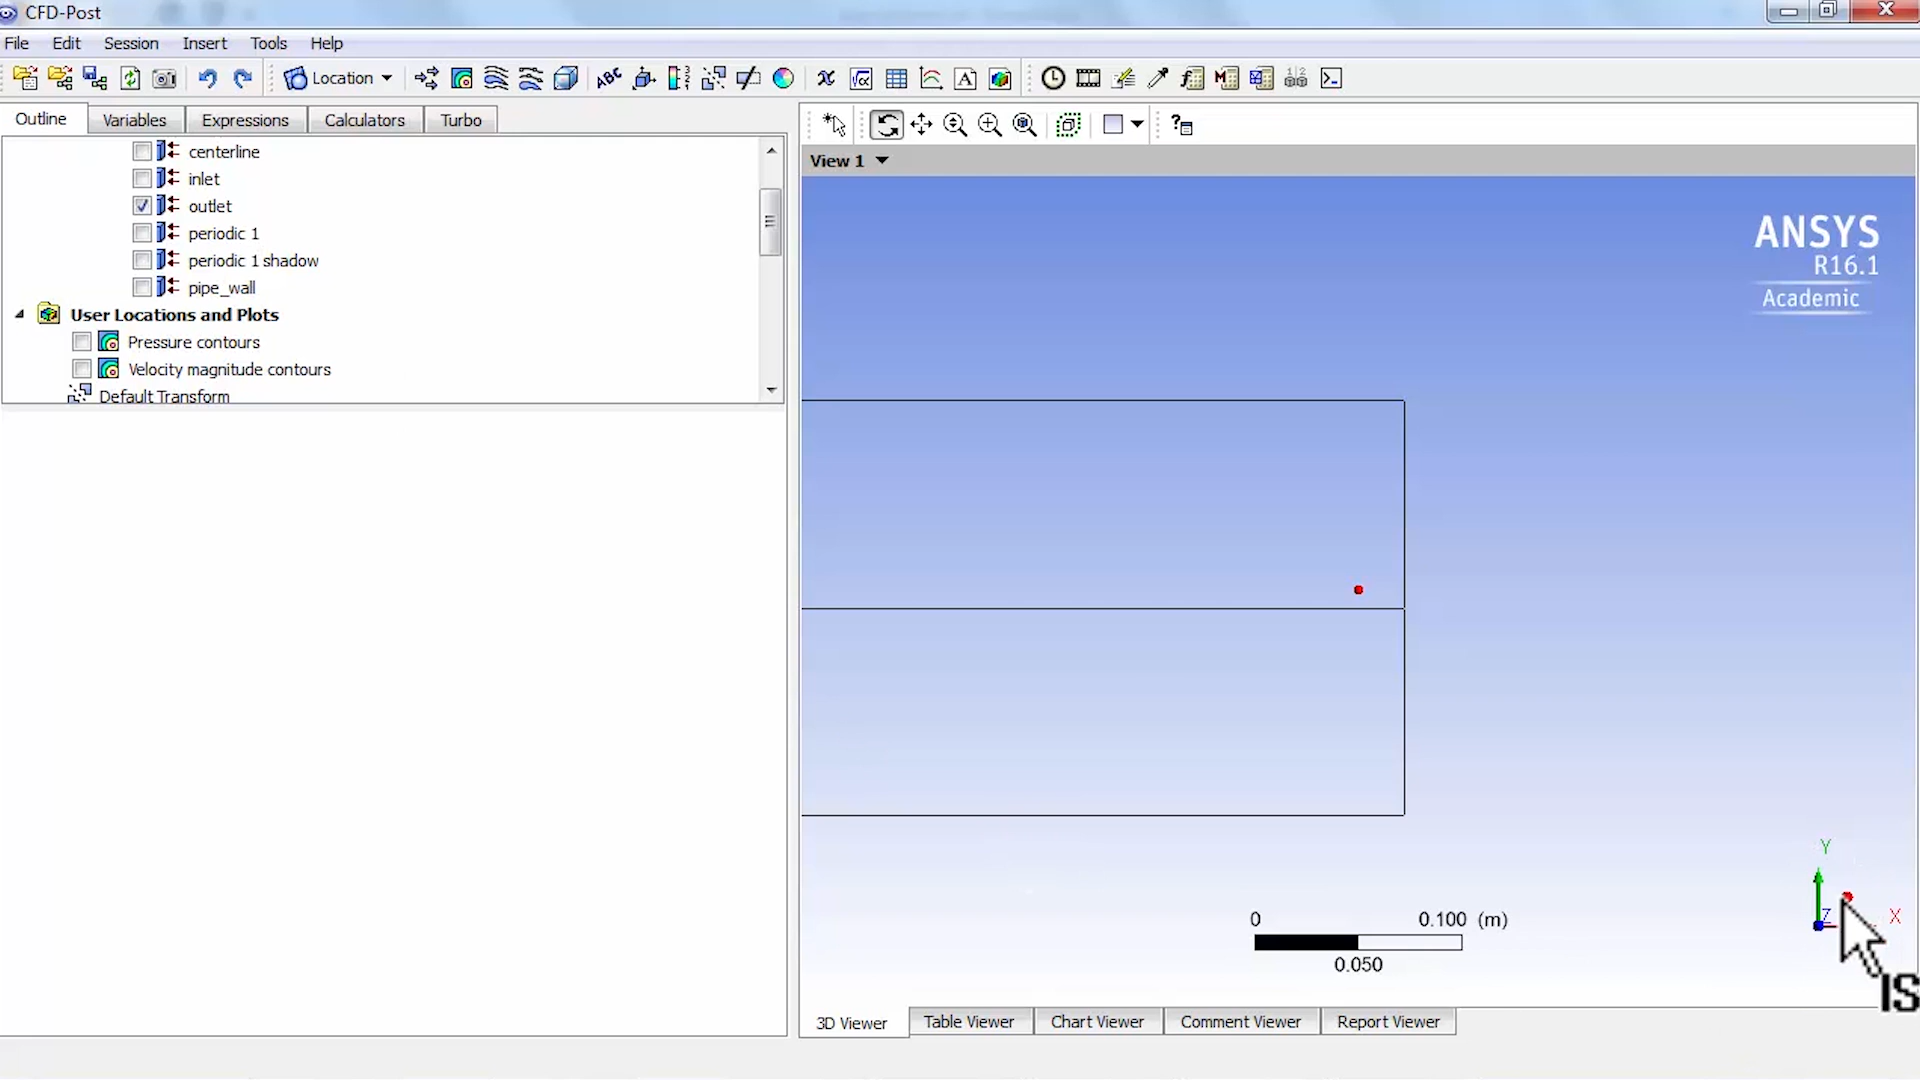 CFD-Post
File Edit Session Insert Tools Help
Location
Outline Variables Expressions Calculators Turbo
centerline
inlet
outlet
periodic 1
periodic 1 shadow
pipe_wall
User Locations and Plots
Pressure contours
Velocity magnitude contours
Default Transform
View 1
ANSYS
R16.1
Academic
Y
Z
X
IS
0 0.100 (m)
0.050
3D Viewer Table Viewer Chart Viewer Comment Viewer Report Viewer